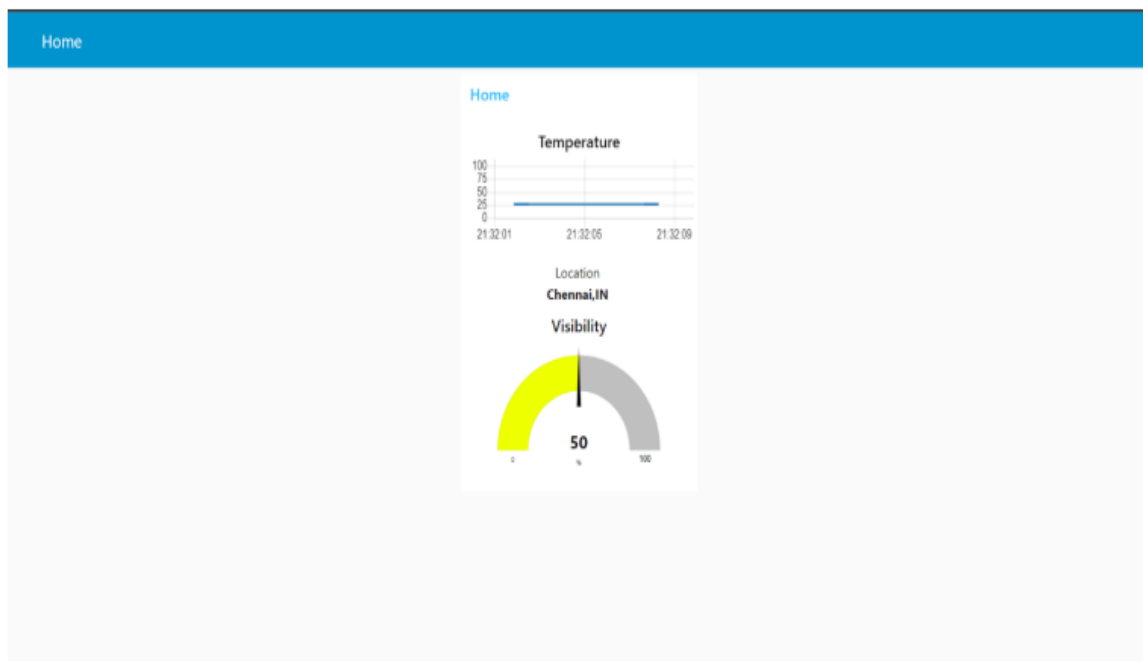 Home
Home
Temperature
100
75
50
25
0
21:32:01 21:32:05 21:32:09
Location
Chennai,IN
Visibility
50
0 % 100